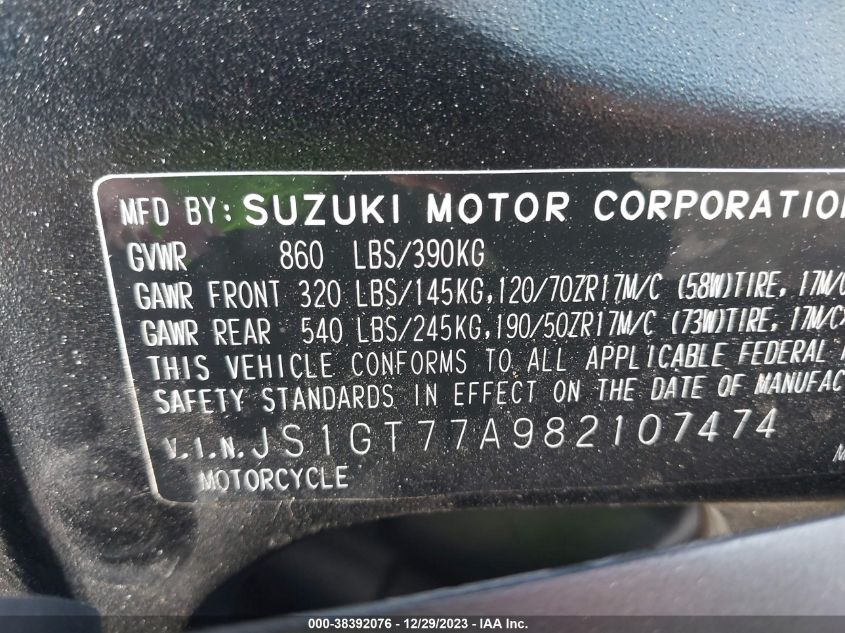 MFD BY: SUZUKI MOTOR CORPORATION
GVWR 860 LBS/390KG
GAWR FRONT 320 LBS/145KG, 120/70ZR17M/C (58W)TIRE, 17M/C
GAWR REAR 540 LBS/245KG, 190/50ZR17M/C (73W)TIRE, 17M/CX
THIS VEHICLE CONFORMS TO ALL APPLICABLE FEDERAL
SAFETY STANDARDS IN EFFECT ON THE DATE OF MANUFAC
V.I.N. JS1GT77A982107474
MOTORCYCLE
000-38392076 - 12/29/2023 - IAA Inc.